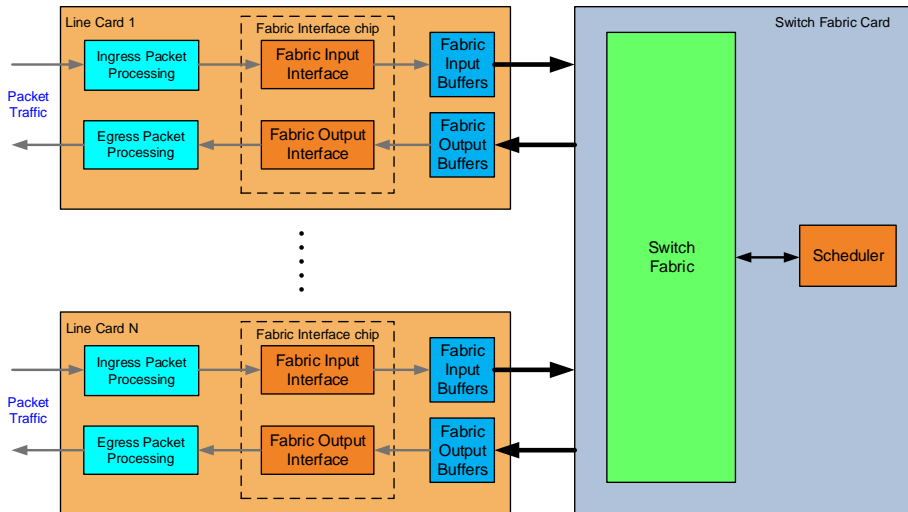 Line Card 1
Fabric Interface chip
Ingress Packet
Processing
Fabric Input
Interface
Fabric
Input
Buffers
Packet
Traffic
Egress Packet
Processing
Fabric Output
Interface
Fabric
Output
Buffers
Switch Fabric Card
Switch
Fabric
Scheduler
Line Card N
Fabric Interface chip
Ingress Packet
Processing
Fabric Input
Interface
Fabric
Input
Buffers
Packet
Traffic
Egress Packet
Processing
Fabric Output
Interface
Fabric
Output
Buffers